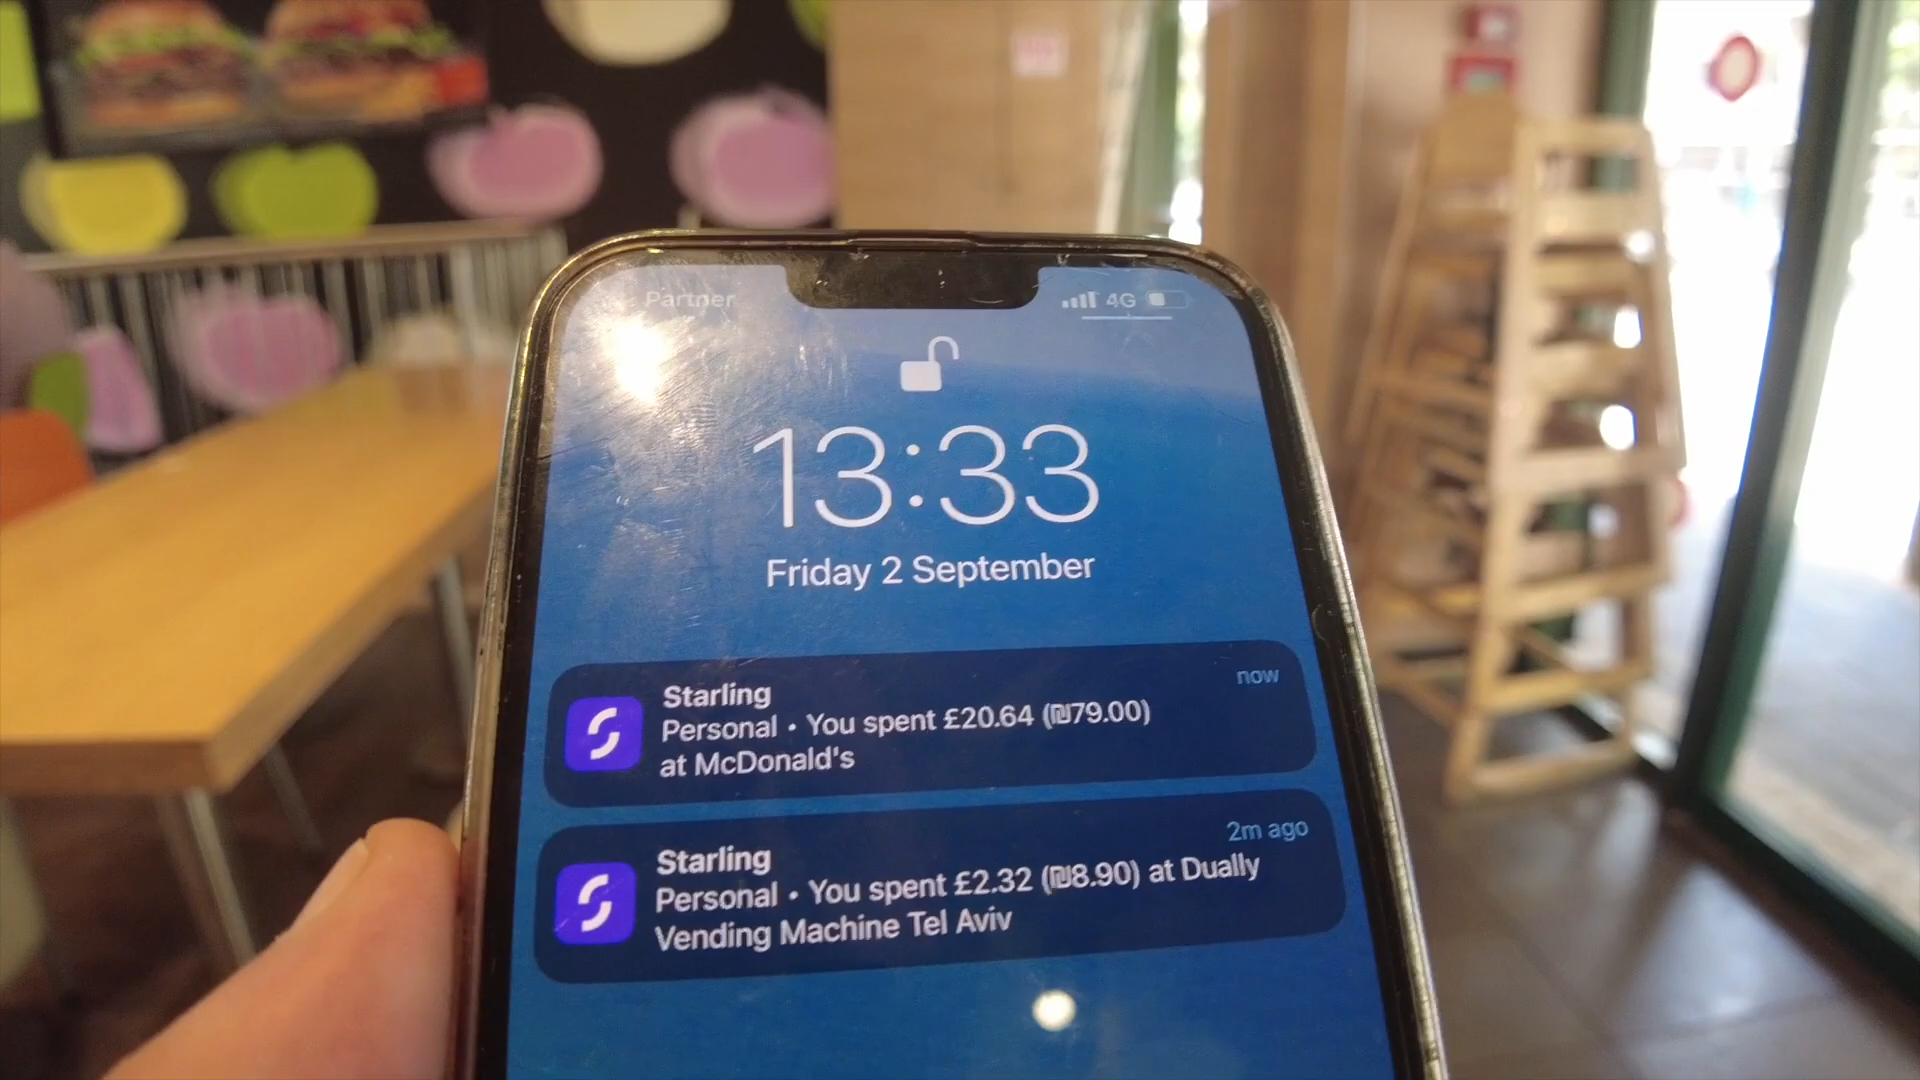 Partner
4G
13:33
Friday 2 September
Starling
now
Personal • You spent £20.64 (₪79.00)
at McDonald's
Starling
2m ago
Personal • You spent £2.32 (₪8.90) at Dually
Vending Machine Tel Aviv